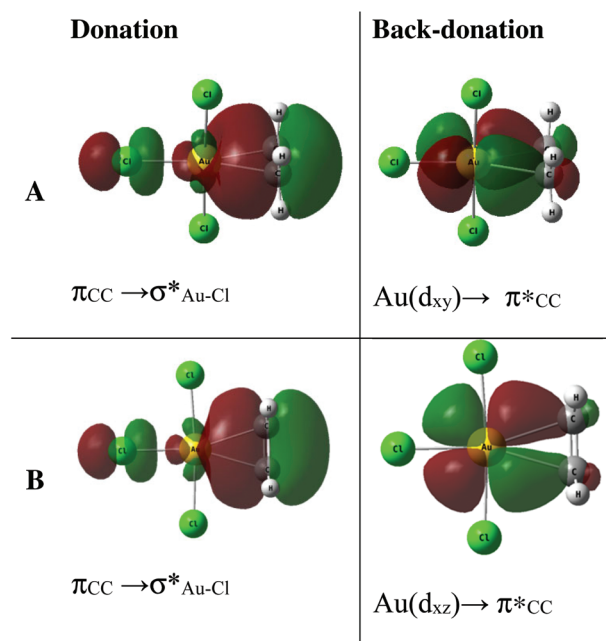 Donation
Back-donation
Cl
H
Cl
Au
C
H
C
H
Cl
Cl
H
Cl
Au
C
H
C
H
Cl
A
πCC →σ*Au-Cl
Au(dxy)→ π*CC
Cl
H
Cl
Au
C
C
H
Cl
Cl
H
Cl
Au
C
C
H
Cl
B
πCC →σ*Au-Cl
Au(dxz)→ π*CC